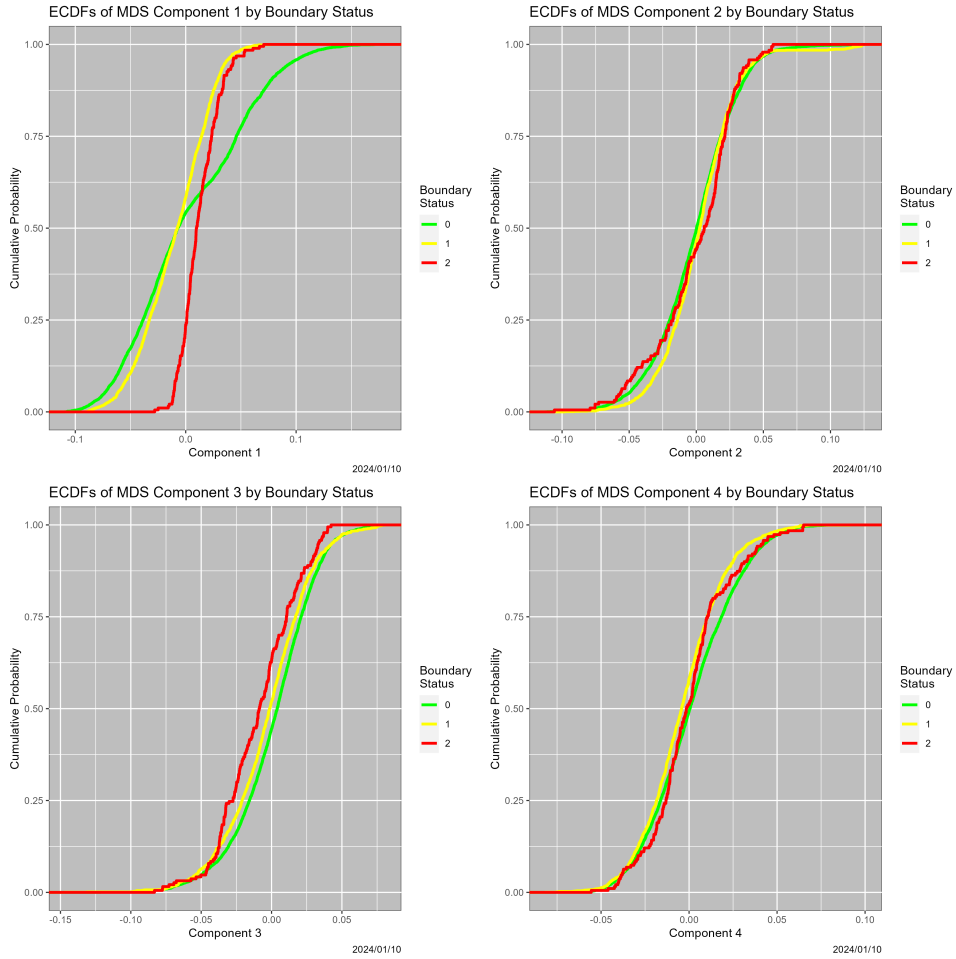 ECDFs of MDS Component 1 by Boundary Status
Cumulative Probability
1.00
0.75
0.50
0.25
0.00
-0.1
0.0
0.1
Component 1
Boundary
Status
0
1
2
2024/01/10
ECDFs of MDS Component 2 by Boundary Status
Cumulative Probability
1.00
0.75
0.50
0.25
0.00
-0.10
-0.05
0.00
0.05
0.10
Component 2
Boundary
Status
0
1
2
2024/01/10
ECDFs of MDS Component 3 by Boundary Status
Cumulative Probability
1.00
0.75
0.50
0.25
0.00
-0.15
-0.10
-0.05
0.00
0.05
Component 3
Boundary
Status
0
1
2
2024/01/10
ECDFs of MDS Component 4 by Boundary Status
Cumulative Probability
1.00
0.75
0.50
0.25
0.00
-0.05
0.00
0.05
0.10
Component 4
Boundary
Status
0
1
2
2024/01/10